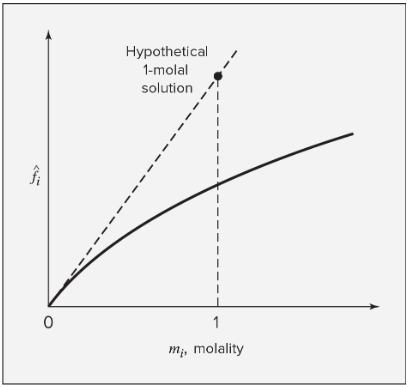 Hypothetical
1-molal
solution
f̂ᵢ
0
1
mᵢ, molality